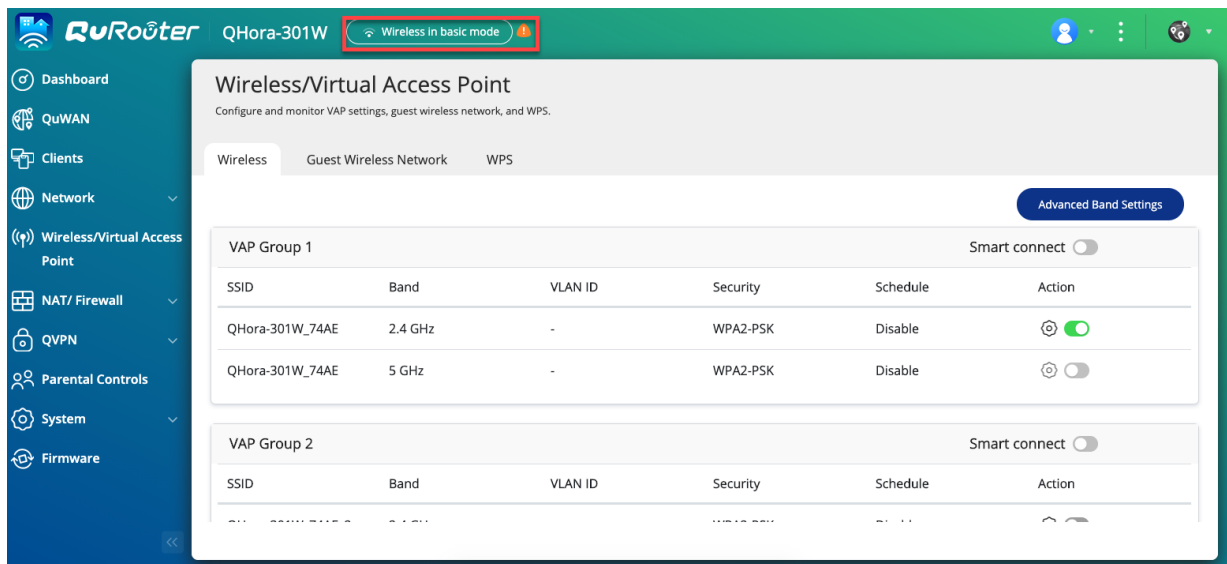 QuRoûter QHora-301W Wireless in basic mode
Dashboard
QuWAN
Clients
Network
Wireless/Virtual Access
Point
NAT/ Firewall
QVPN
Parental Controls
System
Firmware
Wireless/Virtual Access Point
Configure and monitor VAP settings, guest wireless network, and WPS.
Wireless Guest Wireless Network WPS
Advanced Band Settings
VAP Group 1 Smart connect
SSID Band VLAN ID Security Schedule Action
QHora-301W_74AE 2.4 GHz - WPA2-PSK Disable
QHora-301W_74AE 5 GHz - WPA2-PSK Disable
VAP Group 2 Smart connect
SSID Band VLAN ID Security Schedule Action